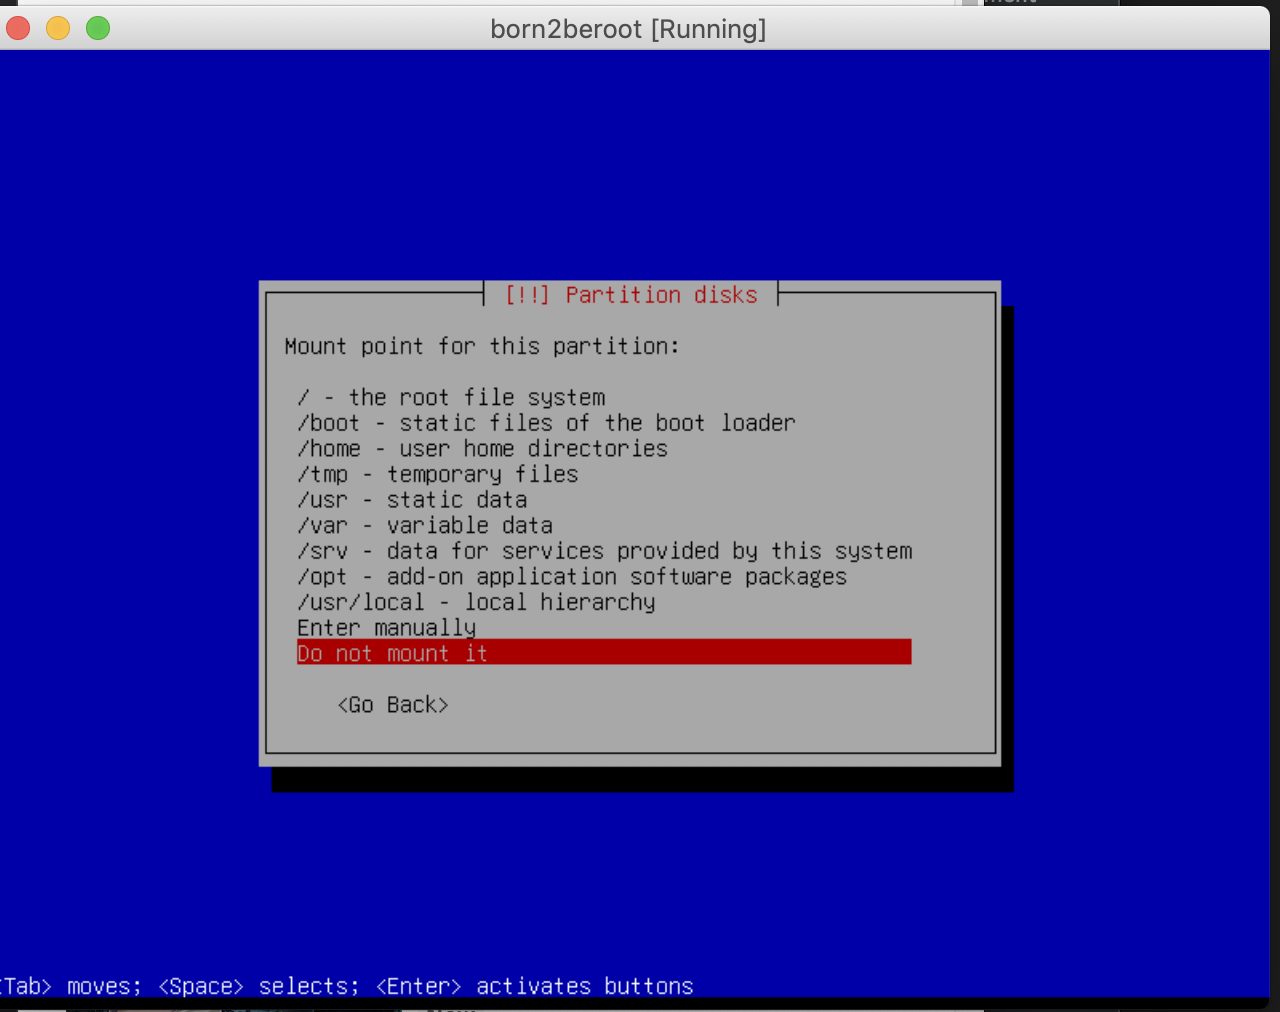 born2beroot [Running]
[!!] Partition disks
Mount point for this partition:
/ - the root file system
/boot - static files of the boot loader
/home - user home directories
/tmp - temporary files
/usr - static data
/var - variable data
/srv - data for services provided by this system
/opt - add-on application software packages
/usr/local - local hierarchy
Enter manually
Do not mount it
<Go Back>
<Tab> moves; <Space> selects; <Enter> activates buttons